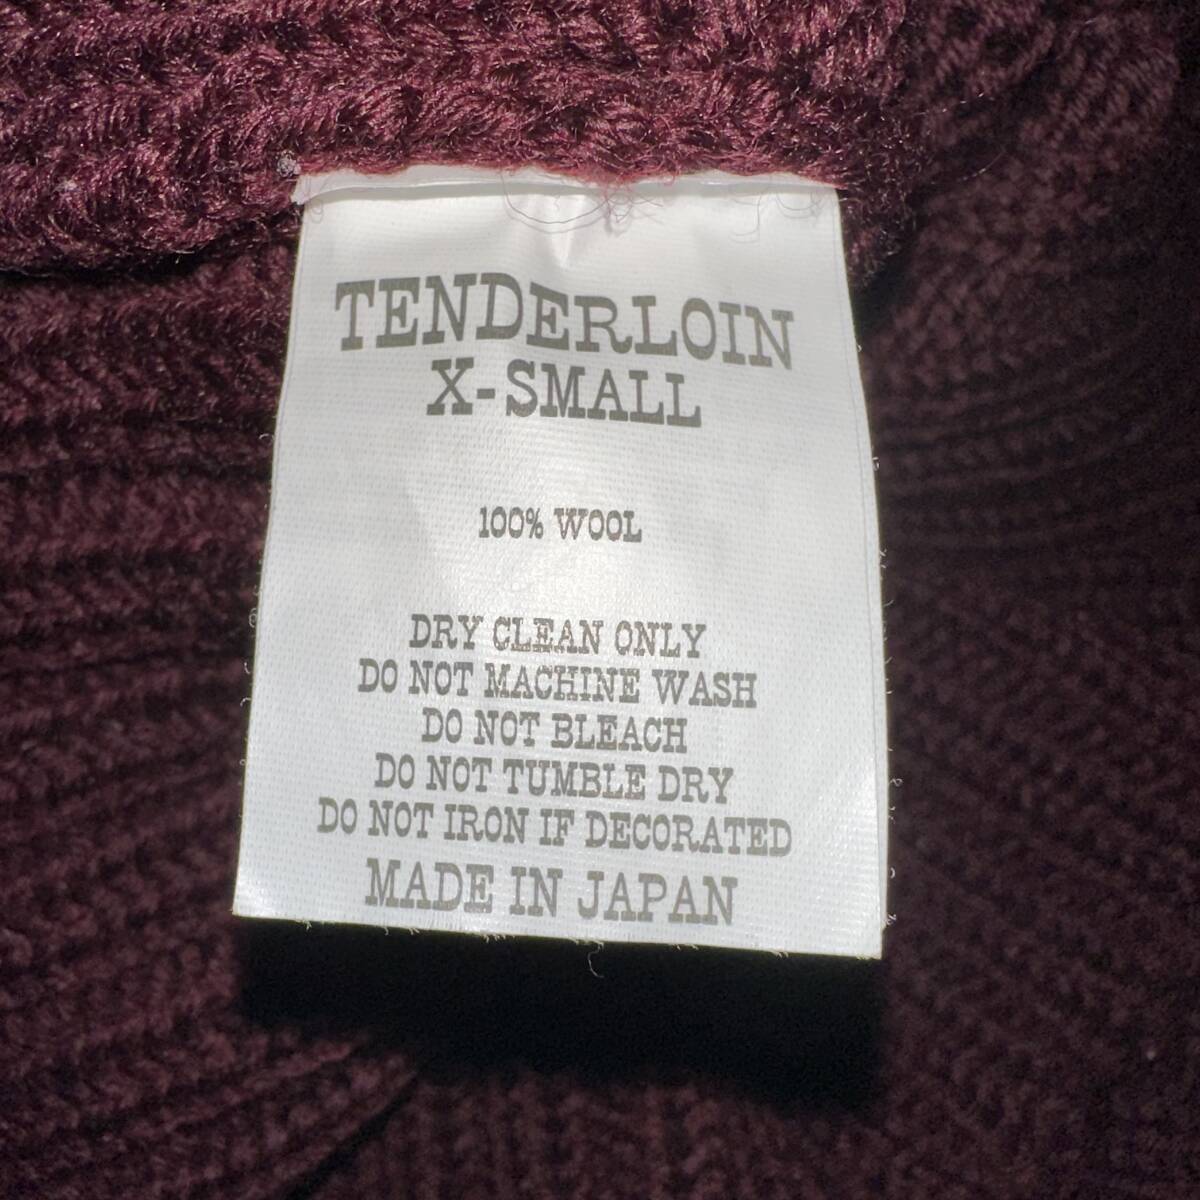 TENDERLOIN
X-SMALL
100% WOOL
DRY CLEAN ONLY
DO NOT MACHINE WASH
DO NOT BLEACH
DO NOT TUMBLE DRY
DO NOT IRON IF DECORATED
MADE IN JAPAN